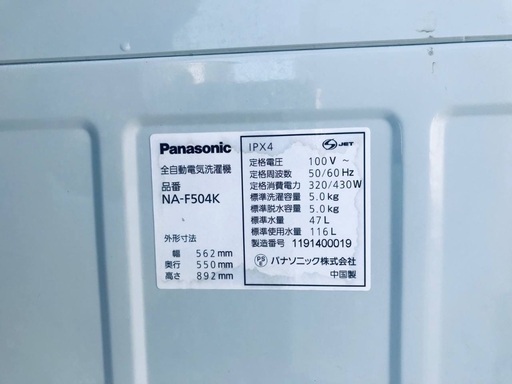 Panasonic
全自動電気洗濯機
品番
NA-F504K
外形寸法
幅 562mm
奥行 550mm
高さ 892mm
IPX4
JET
定格電圧 100V ~
定格周波数 50/60Hz
定格消費電力 320/430W
標準洗濯容量 5.0kg
標準脱水容量 5.0kg
標準水量 47L
標準使用水量 116L
製造番号 1191400019
PS E パナソニック株式会社
中国製